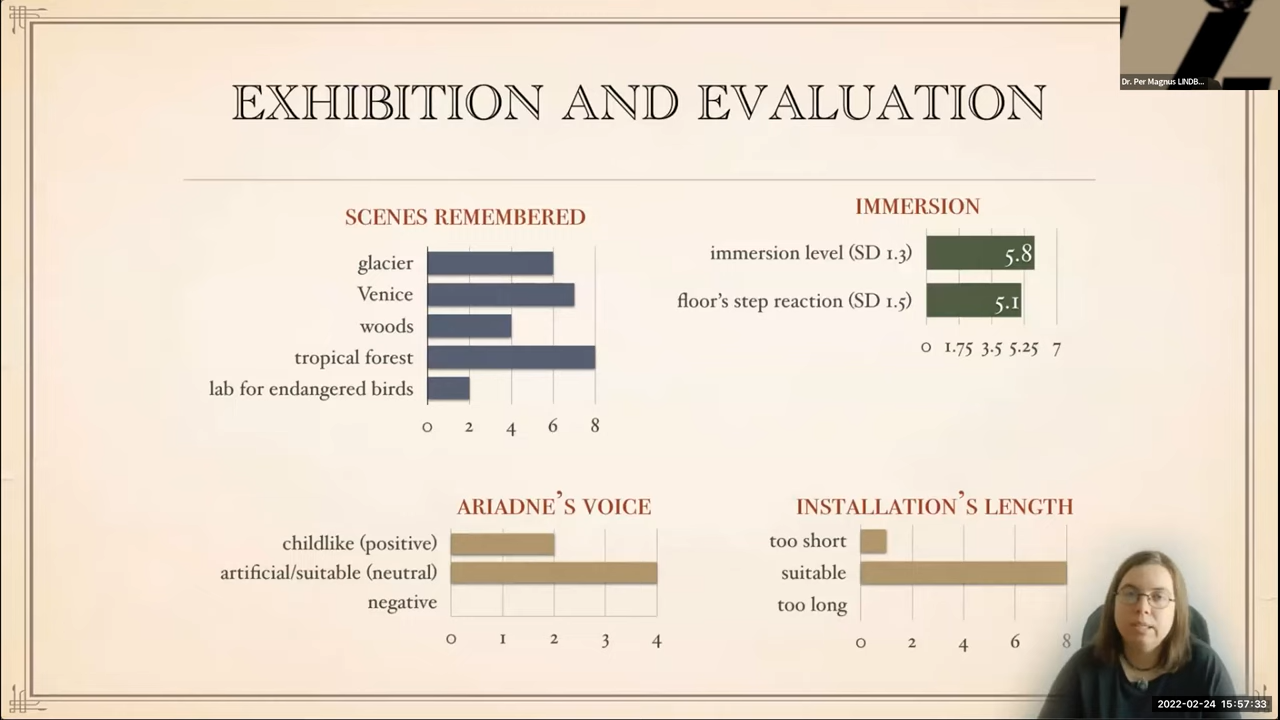 Dr. Per Magnus LINDB...
EXHIBITION AND EVALUATION
SCENES REMEMBERED
glacier
Venice
woods
tropical forest
lab for endangered birds
0 2 4 6 8
IMMERSION
immersion level (SD 1.3) 5.8
floor's step reaction (SD 1.5) 5.1
0 1.75 3.5 5.25 7
ARIADNE'S VOICE
childlike (positive)
artificial/suitable (neutral)
negative
0 1 2 3 4
INSTALLATION'S LENGTH
too short
suitable
too long
0 2 4 6 8
2022-02-24 15:57:33